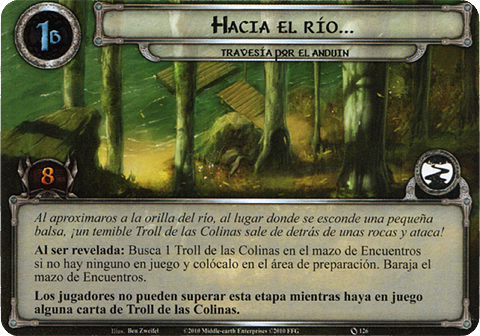 1B
HACIA EL RÍO...
TRAVESÍA POR EL ANDUIN
8
Al aproximaros a la orilla del río, al lugar donde se esconde una pequeña
balsa, ¡un temible Troll de las Colinas sale de detrás de unas rocas y ataca!
Al ser revelada: Busca 1 Troll de las Colinas en el mazo de Encuentros
si no hay ninguno en juego y colócalo en el área de preparación. Baraja el
mazo de Encuentros.
Los jugadores no pueden superar esta etapa mientras haya en juego
alguna carta de Troll de las Colinas.
Illus. Ben Zweifel ©2010 Middle-earth Enterprises ©2010 FFG 126